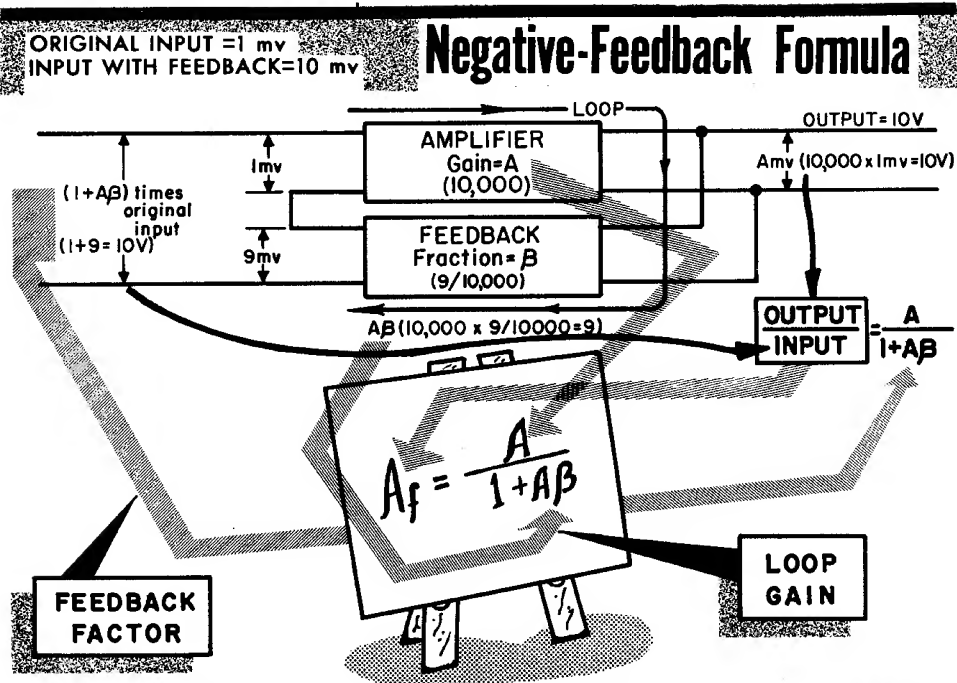 ORIGINAL INPUT =1 mv
INPUT WITH FEEDBACK=10 mv
Negative-Feedback Formula
LOOP
OUTPUT=10V
AMPLIFIER
Gain=A
(10,000)
1mv
Amv (10,000 x 1mv=10V)
(1+Aβ) times
original
input
(1+9=10V)
FEEDBACK
Fraction=β
(9/10,000)
9mv
Aβ(10,000 x 9/10000=9)
OUTPUT
INPUT
= A
1+Aβ
Af = A
1+Aβ
FEEDBACK
FACTOR
LOOP
GAIN